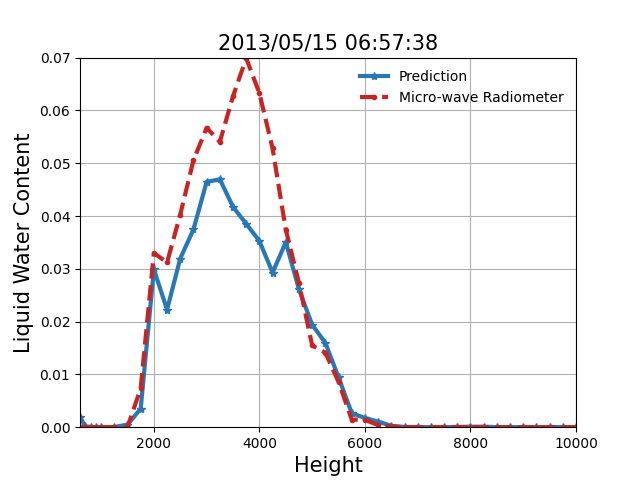 2013/05/15 06:57:38
0.07
0.06
0.05
0.04
0.03
0.02
0.01
0.00
Liquid Water Content
Prediction
Micro-wave Radiometer
2000 4000 6000 8000 10000
Height